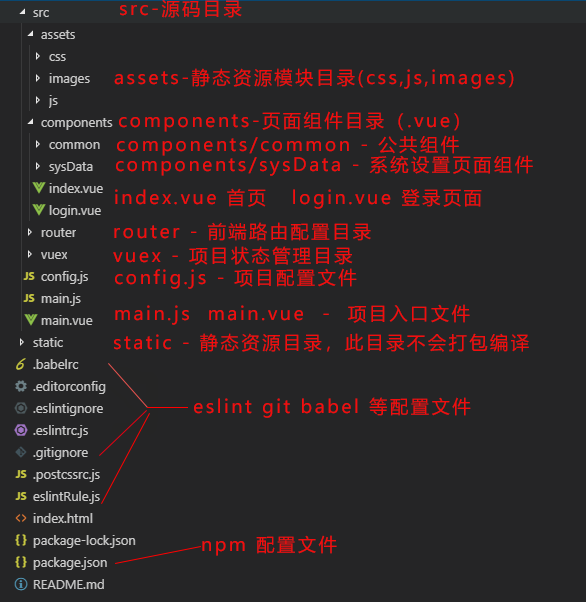 src src-源码目录
assets
css
images assets-静态资源模块目录(css,js,images)
js
components components-页面组件目录（.vue）
common components/common - 公共组件
sysData components/sysData - 系统设置页面组件
index.vue index.vue 首页 login.vue 登录页面
login.vue
router router - 前端路由配置目录
vuex vuex - 项目状态管理目录
JS config.js config.js - 项目配置文件
JS main.js
main.vue main.js main.vue - 项目入口文件
static static - 静态资源目录，此目录不会打包编译
.babelrc
.editorconfig
.eslintignore eslint git babel 等配置文件
.eslintrc.js
.gitignore
JS .postcssrc.js
JS eslintRule.js
<> index.html
{} package-lock.json npm 配置文件
{} package.json
README.md